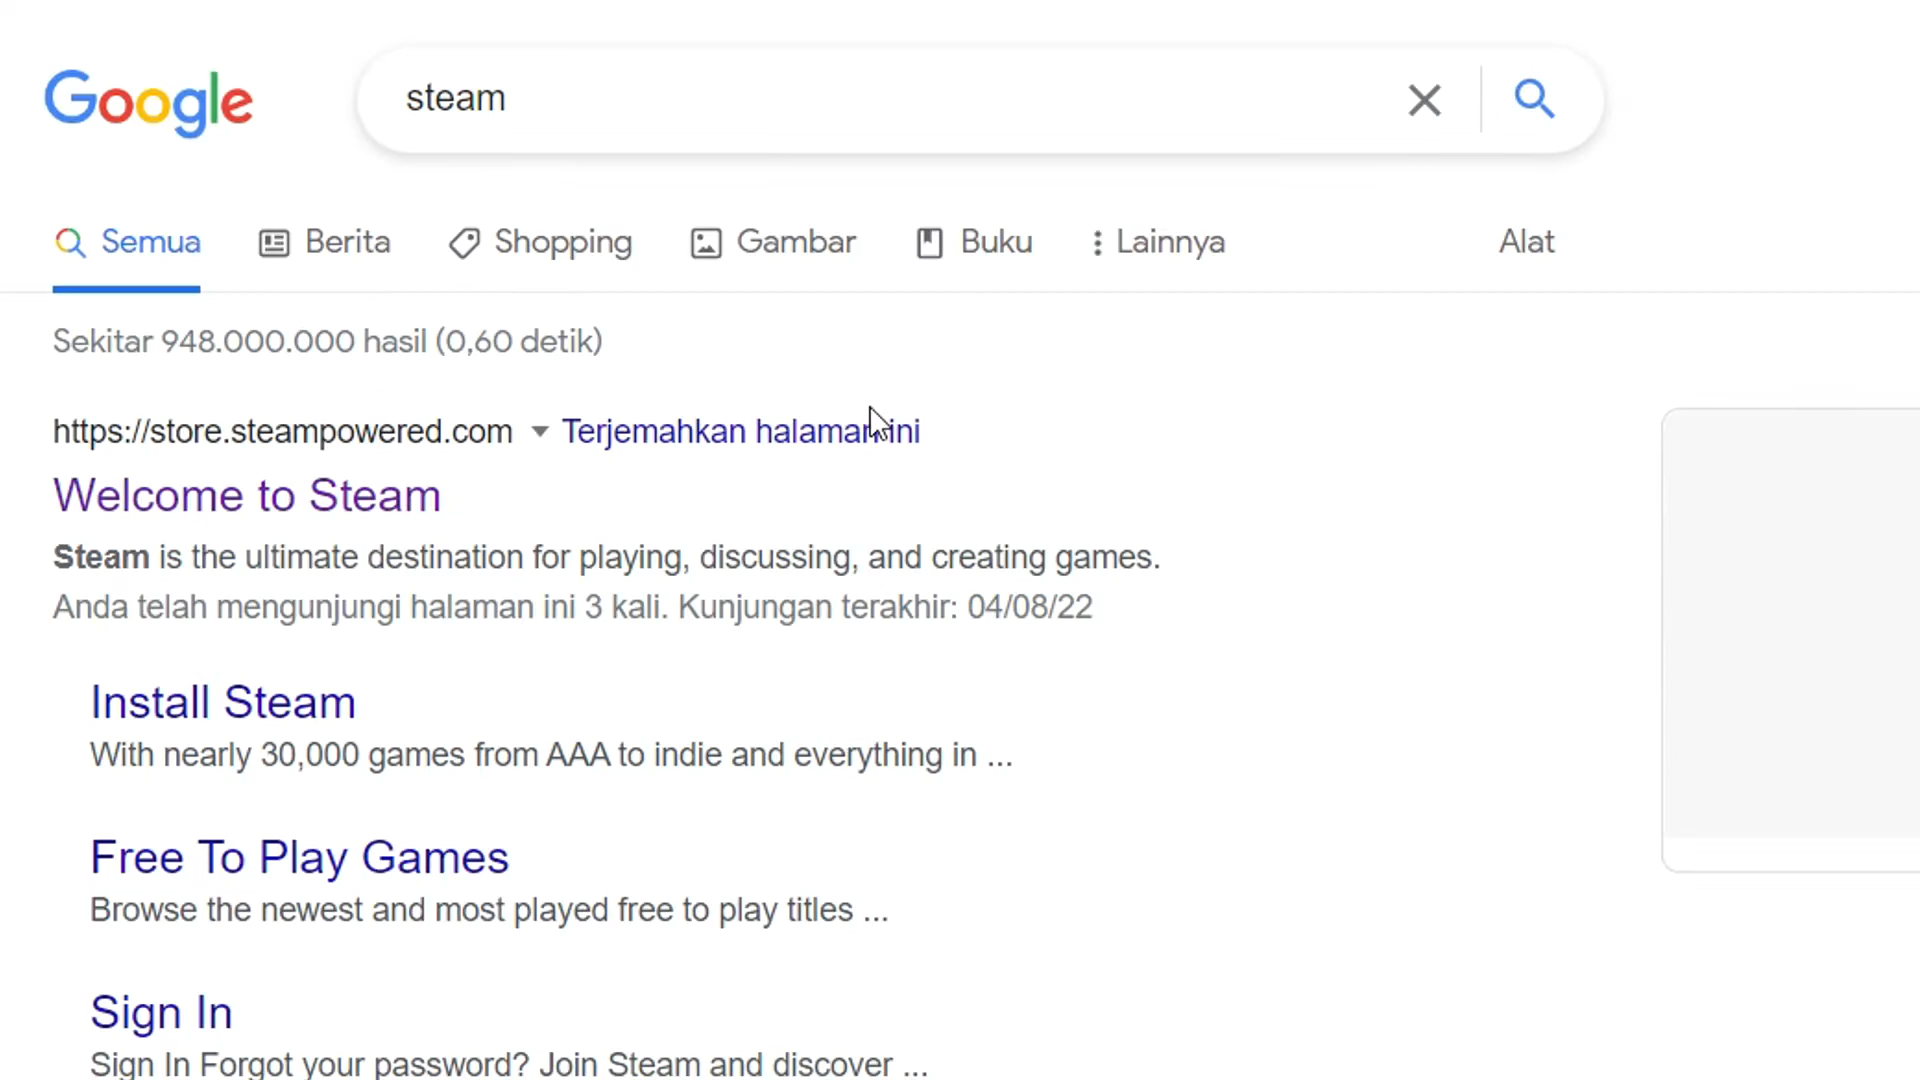 Google
steam
Semua Berita Shopping Gambar Buku Lainnya Alat
Sekitar 948.000.000 hasil (0,60 detik)
https://store.steampowered.com Terjemahkan halaman ini
Welcome to Steam
Steam is the ultimate destination for playing, discussing, and creating games.
Anda telah mengunjungi halaman ini 3 kali. Kunjungan terakhir: 04/08/22
Install Steam
With nearly 30,000 games from AAA to indie and everything in ...
Free To Play Games
Browse the newest and most played free to play titles ...
Sign In
Sign In Forgot your password? Join Steam and discover ...